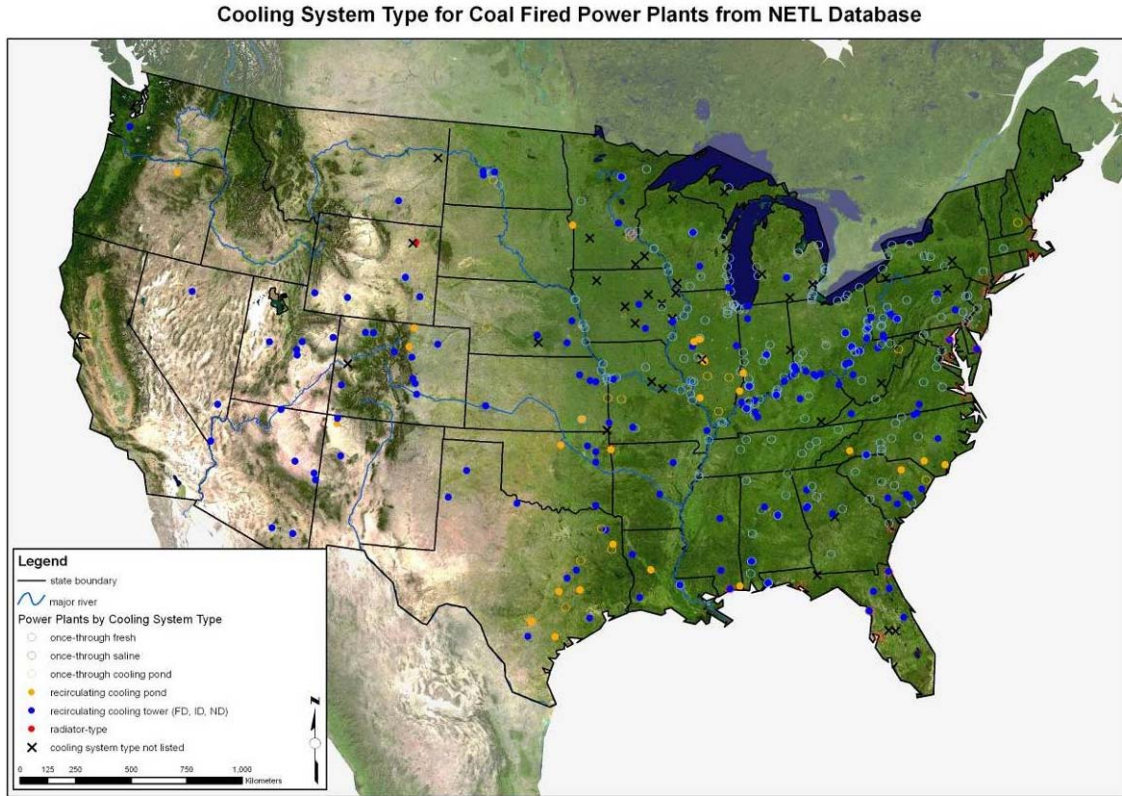 Cooling System Type for Coal Fired Power Plants from NETL Database
Legend
state boundary
major river
Power Plants by Cooling System Type
once-through fresh
once-through saline
once-through cooling pond
recirculating cooling pond
recirculating cooling tower (FD, ID, ND)
radiator-type
cooling system type not listed
0 125 250 500 750 1,000
Kilometers
N